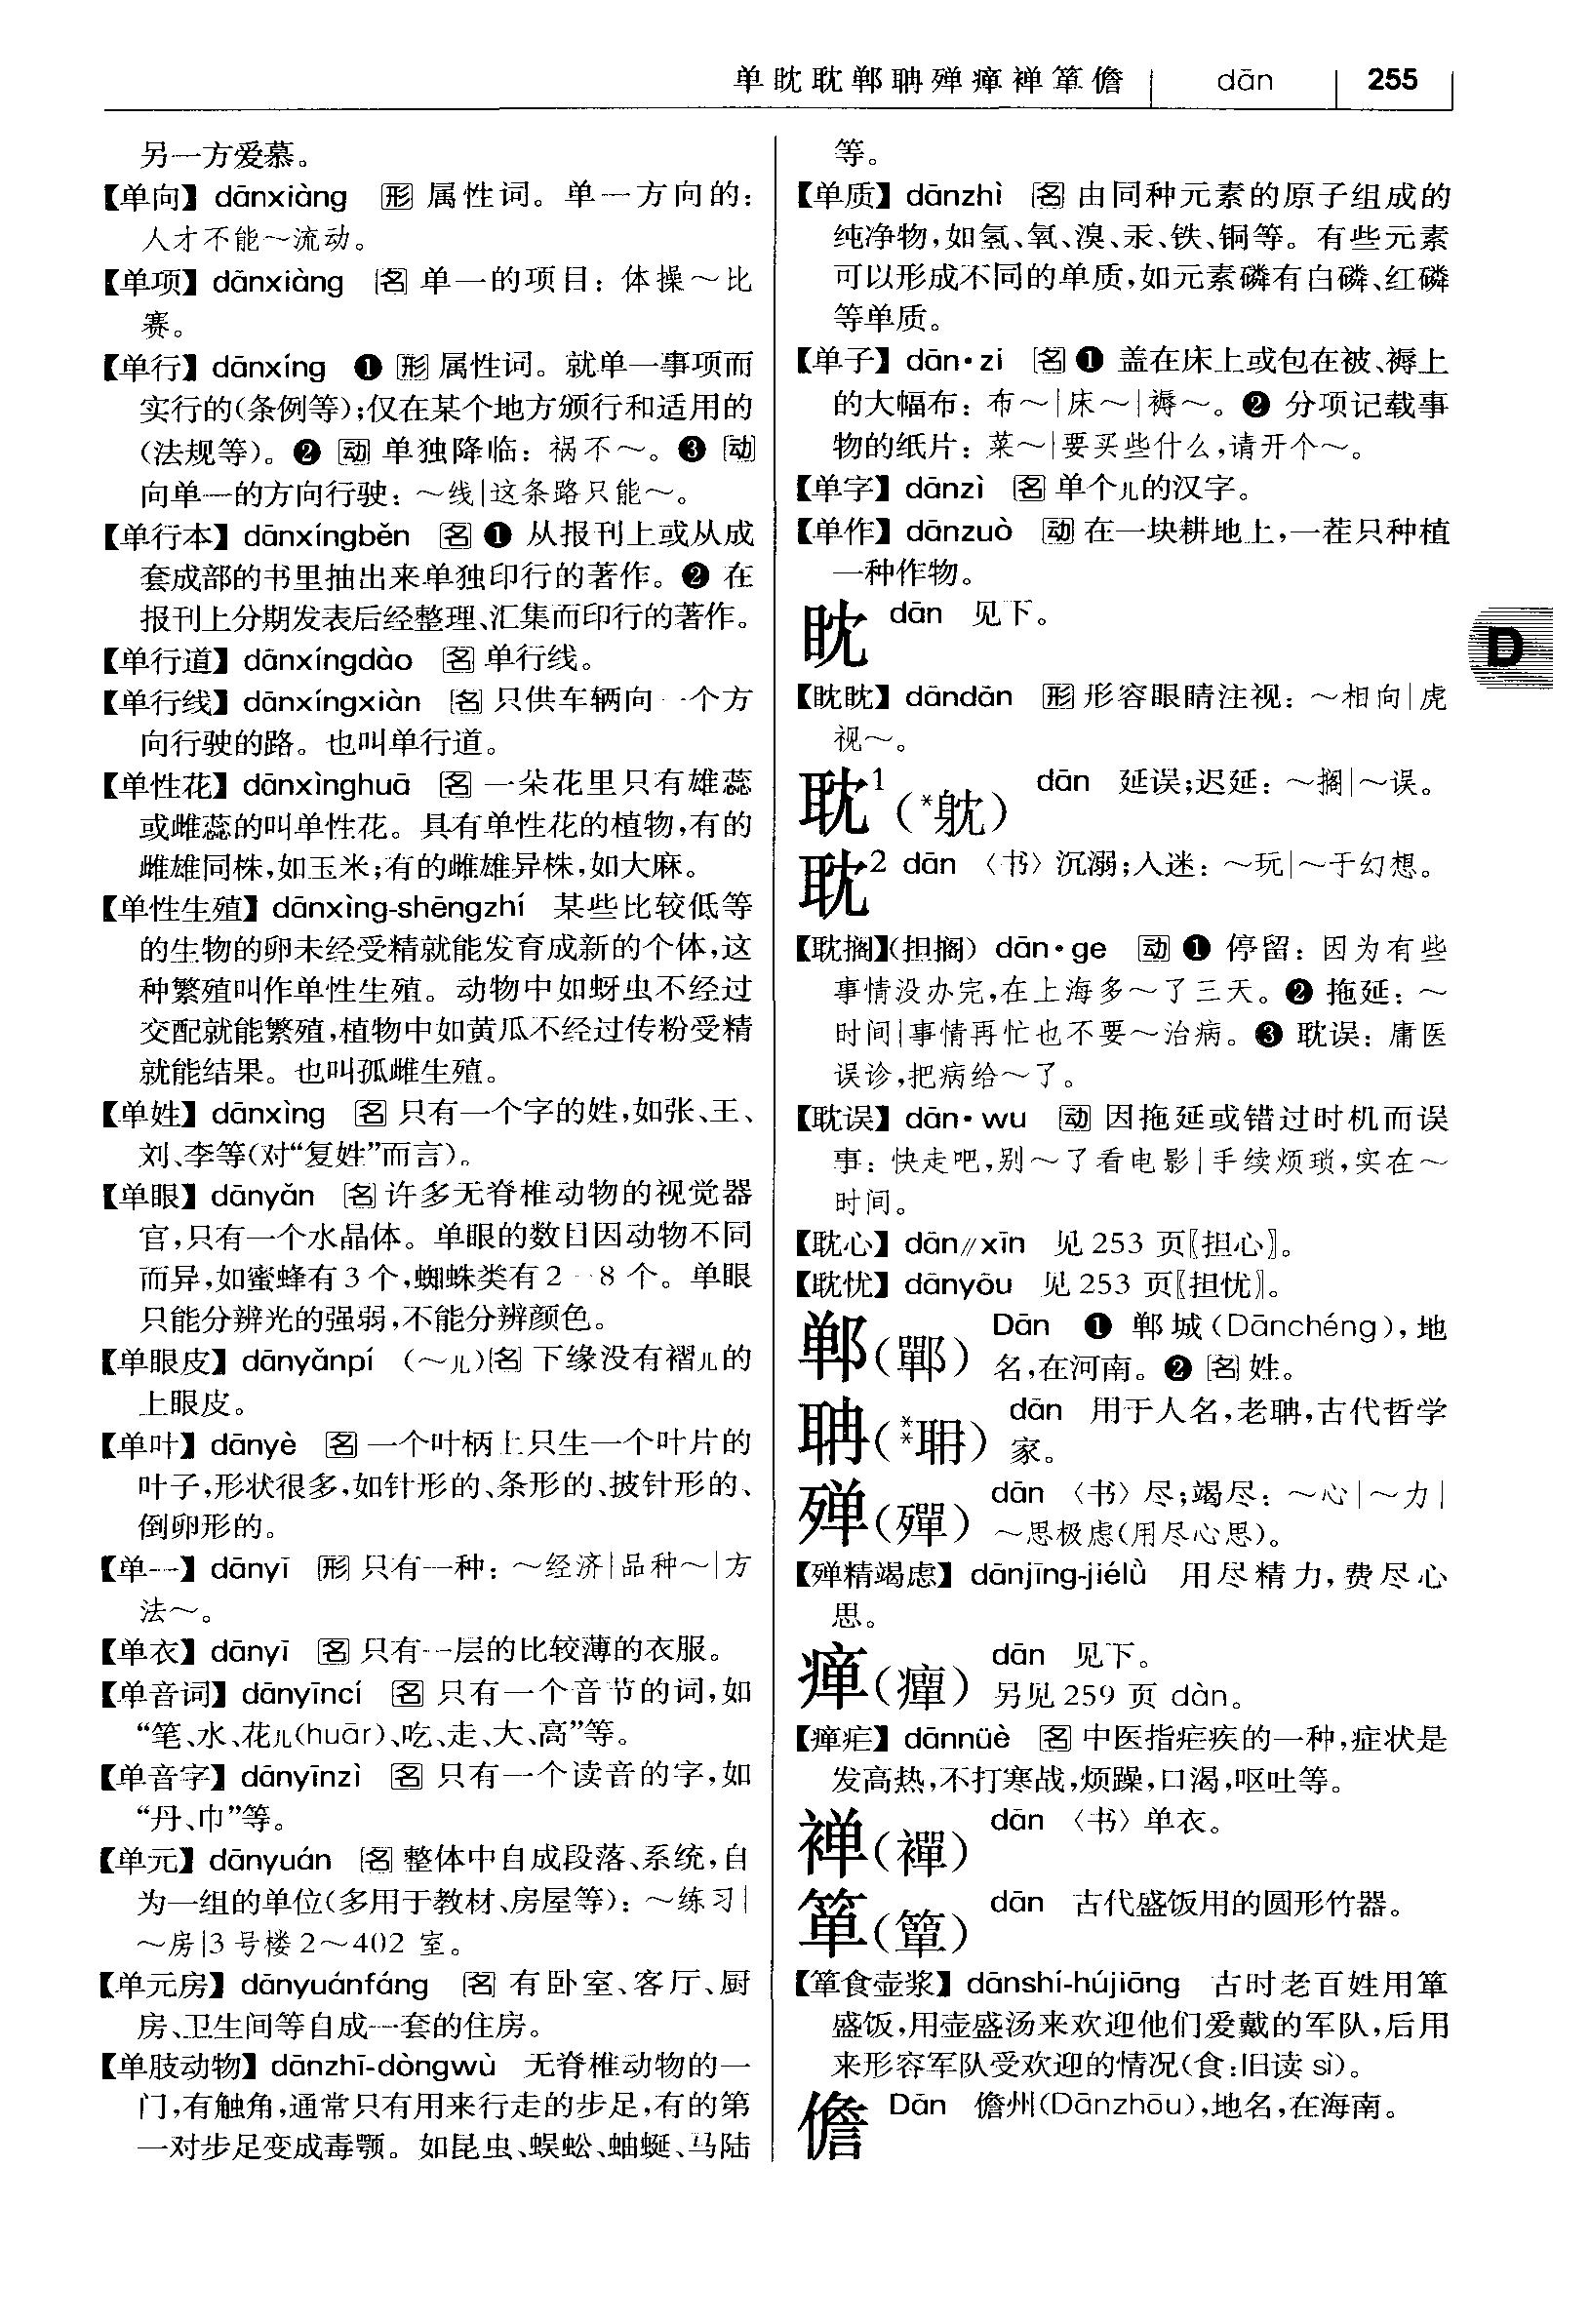 单眈耽郸聃殚瘅襌箪儋 dān 255
另一方爱慕。
【单向】dānxiàng 形 属性词。单一方向的：
人才不能～流动。
【单项】dānxiàng 名 单一的项目：体操～比
赛。
【单行】dānxíng ❶ 形 属性词。就单一事项而
实行的(条例等)；仅在某个地方颁行和适用的
(法规等)。❷ 动 单独降临：祸不～。❸ 动
向单一的方向行驶：～线|这条路只能～。
【单行本】dānxíngběn 名 ❶ 从报刊上或从成
套成部的书里抽出来单独印行的著作。❷ 在
报刊上分期发表后经整理、汇集而印行的著作。
【单行道】dānxíngdào 名 单行线。
【单行线】dānxíngxiàn 名 只供车辆向一个方
向行驶的路。也叫单行道。
【单性花】dānxìnghuā 名 一朵花里只有雄蕊
或雌蕊的叫单性花。具有单性花的植物，有的
雌雄同株，如玉米；有的雌雄异株，如大麻。
【单性生殖】dānxìng-shēngzhí 某些比较低等
的生物的卵未经受精就能发育成新的个体，这
种繁殖叫作单性生殖。动物中如蚜虫不经过
交配就能繁殖，植物中如黄瓜不经过传粉受精
就能结果。也叫孤雌生殖。
【单姓】dānxìng 名 只有一个字的姓，如张、王、
刘、李等(对“复姓”而言)。
【单眼】dānyǎn 名 许多无脊椎动物的视觉器
官，只有一个水晶体。单眼的数目因动物不同
而异，如蜜蜂有3个，蜘蛛类有2—8个。单眼
只能分辨光的强弱，不能分辨颜色。
【单眼皮】dānyǎnpí （～儿)名 下缘没有褶儿的
上眼皮。
【单叶】dānyè 名 一个叶柄上只生一个叶片的
叶子，形状很多，如针形的、条形的、披针形的、
倒卵形的。
【单一】dānyī 形 只有一种：～经济|品种～|方
法～。
【单衣】dānyī 名 只有一层的比较薄的衣服。
【单音词】dānyīncí 名 只有一个音节的词，如
“笔、水、花儿(huār)、吃、走、大、高”等。
【单音字】dānyīnzì 名 只有一个读音的字，如
“丹、巾”等。
【单元】dānyuán 名 整体中自成段落、系统，自
为一组的单位(多用于教材、房屋等)：～练习|
～房|3号楼2～402室。
【单元房】dānyuánfáng 名 有卧室、客厅、厨
房、卫生间等自成一套的住房。
【单肢动物】dānzhī-dòngwù 无脊椎动物的一
门，有触角，通常只有用来行走的步足，有的第
一对步足变成毒颚。如昆虫、蜈蚣、蚰蜒、马陆
等。
【单质】dānzhì 名 由同种元素的原子组成的
纯净物，如氢、氧、溴、汞、铁、铜等。有些元素
可以形成不同的单质，如元素磷有白磷、红磷
等单质。
【单子】dān·zi 名 ❶ 盖在床上或包在被、褥上
的大幅布：布～|床～|褥～。❷ 分项记载事
物的纸片：菜～|要买些什么，请开个～。
【单字】dānzì 名 单个儿的汉字。
【单作】dānzuò 动 在一块耕地上，一茬只种植
一种作物。
眈 dān 见下。
【眈眈】dāndān 形 形容眼睛注视：～相向|虎
视～。
耽1（*躭） dān 延误；迟延：～搁|～误。
耽2 dān 〈书〉沉溺；入迷：～玩|～于幻想。
【耽搁】(担搁) dān·ge 动 ❶ 停留：因为有些
事情没办完，在上海多～了三天。❷ 拖延：～
时间|事情再忙也不要～治病。❸ 耽误：庸医
误诊，把病给～了。
【耽误】dān·wu 动 因拖延或错过时机而误
事：快走吧，别～了看电影|手续烦琐，实在～
时间。
【耽心】dān//xīn 见253页〖担心〗。
【耽忧】dānyōu 见253页〖担忧〗。
郸（鄲） Dān ❶ 郸城(Dānchéng)，地
名，在河南。❷ 名 姓。
聃（**耼） dān 用于人名，老聃，古代哲学
家。
殚（殫） dān 〈书〉尽；竭尽：～心|～力|
～思极虑(用尽心思)。
【殚精竭虑】dānjīng-jiélǜ 用尽精力，费尽心
思。
瘅（癉） dān 见下。
另见259页 dàn。
【瘅疟】dānnüè 名 中医指疟疾的一种，症状是
发高热，不打寒战，烦躁，口渴，呕吐等。
襌（襌） dān 〈书〉单衣。
箪（簞） dān 古代盛饭用的圆形竹器。
【箪食壶浆】dānshí-hújiāng 古时老百姓用箪
盛饭，用壶盛汤来欢迎他们爱戴的军队，后用
来形容军队受欢迎的情况(食：旧读 sì)。
儋 Dān 儋州(Dānzhōu)，地名，在海南。
D